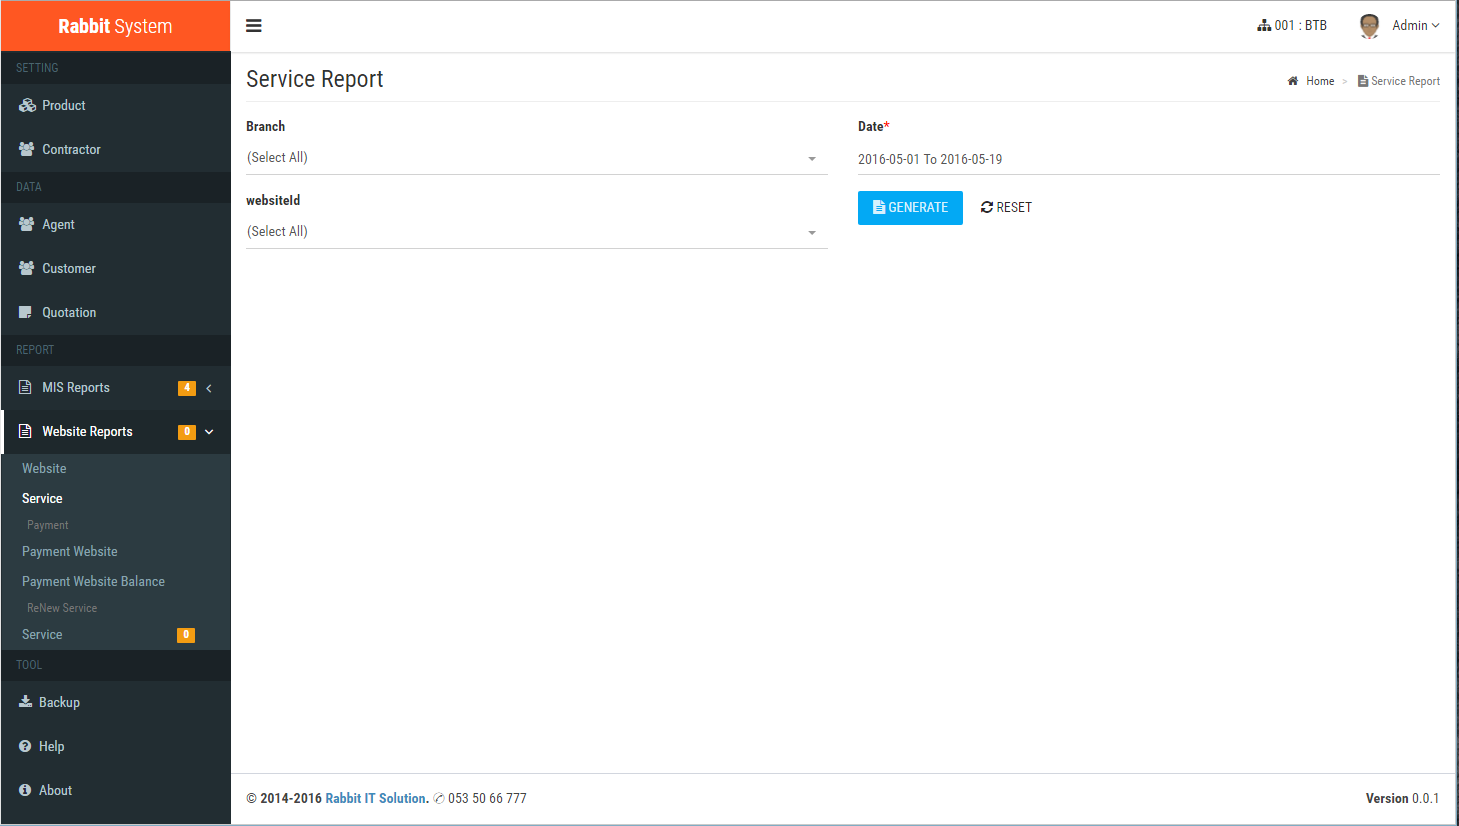 Rabbit System
001 : BTB
Admin
SETTING
Product
Contractor
DATA
Agent
Customer
Quotation
REPORT
MIS Reports 4
Website Reports 0
Website
Service
Payment
Payment Website
Payment Website Balance
ReNew Service
Service 0
TOOL
Backup
Help
About
Service Report
Home > Service Report
Branch
(Select All)
websiteId
(Select All)
Date*
2016-05-01 To 2016-05-19
GENERATE RESET
© 2014-2016 Rabbit IT Solution. ✆ 053 50 66 777
Version 0.0.1